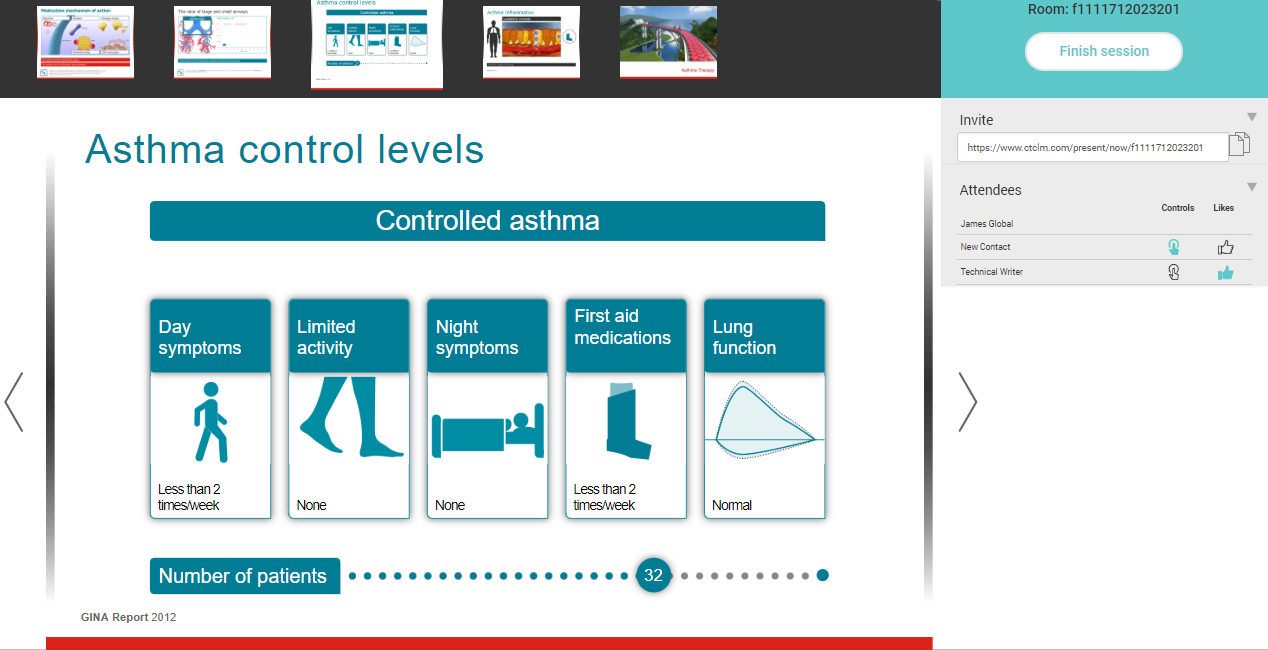 Medication mechanism of action
The ratio of large and small airways
Asthma control levels
Controlled asthma
Asthma inflammation
Asthma Therapy
Room: f1111712023201
Finish session
Invite
https://www.ctclm.com/present/now/f1111712023201
Attendees
Controls
Likes
James Global
New Contact
Technical Writer
Asthma control levels
Controlled asthma
Day
symptoms
Less than 2
times/week
Limited
activity
None
Night
symptoms
None
First aid
medications
Less than 2
times/week
Lung
function
Normal
Number of patients
32
GINA Report 2012